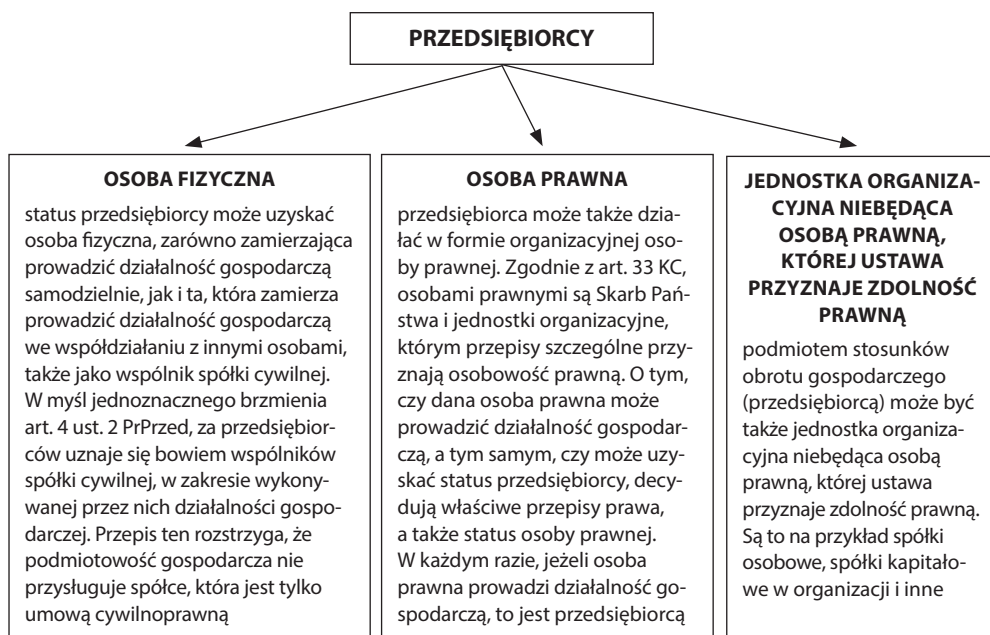 PRZEDSIĘBIORCY
OSOBA FIZYCZNA
status przedsiębiorcy może uzyskać
osoba fizyczna, zarówno zamierzająca
prowadzić działalność gospodarczą
samodzielnie, jak i ta, która zamierza
prowadzić działalność gospodarczą
we współdziałaniu z innymi osobami,
także jako wspólnik spółki cywilnej.
W myśl jednoznacznego brzmienia
art. 4 ust. 2 PrPrzed, za przedsiębior-
ców uznaje się bowiem wspólników
spółki cywilnej, w zakresie wykony-
wanej przez nich działalności gospo-
darczej. Przepis ten rozstrzyga, że
podmiotowość gospodarcza nie
przysługuje spółce, która jest tylko
umową cywilnoprawną
OSOBA PRAWNA
przedsiębiorca może także dzia-
łać w formie organizacyjnej oso-
by prawnej. Zgodnie z art. 33 KC,
osobami prawnymi są Skarb Pań-
stwa i jednostki organizacyjne,
którym przepisy szczególne przy-
znają osobowość prawną. O tym,
czy dana osoba prawna może
prowadzić działalność gospodar-
czą, a tym samym, czy może uzy-
skać status przedsiębiorcy, decy-
dują właściwe przepisy prawa,
a także status osoby prawnej.
W każdym razie, jeżeli osoba
prawna prowadzi działalność go-
spodarczą, to jest przedsiębiorcą
JEDNOSTKA ORGANIZA-
CYJNA NIEBĘDĄCA
OSOBĄ PRAWNĄ,
KTÓREJ USTAWA
PRZYZNAJE ZDOLNOŚĆ
PRAWNĄ
podmiotem stosunków
obrotu gospodarczego
(przedsiębiorcą) może być
także jednostka organiza-
cyjna niebędąca osobą
prawną, której ustawa
przyznaje zdolność prawną.
Są to na przykład spółki
osobowe, spółki kapitało-
we w organizacji i inne